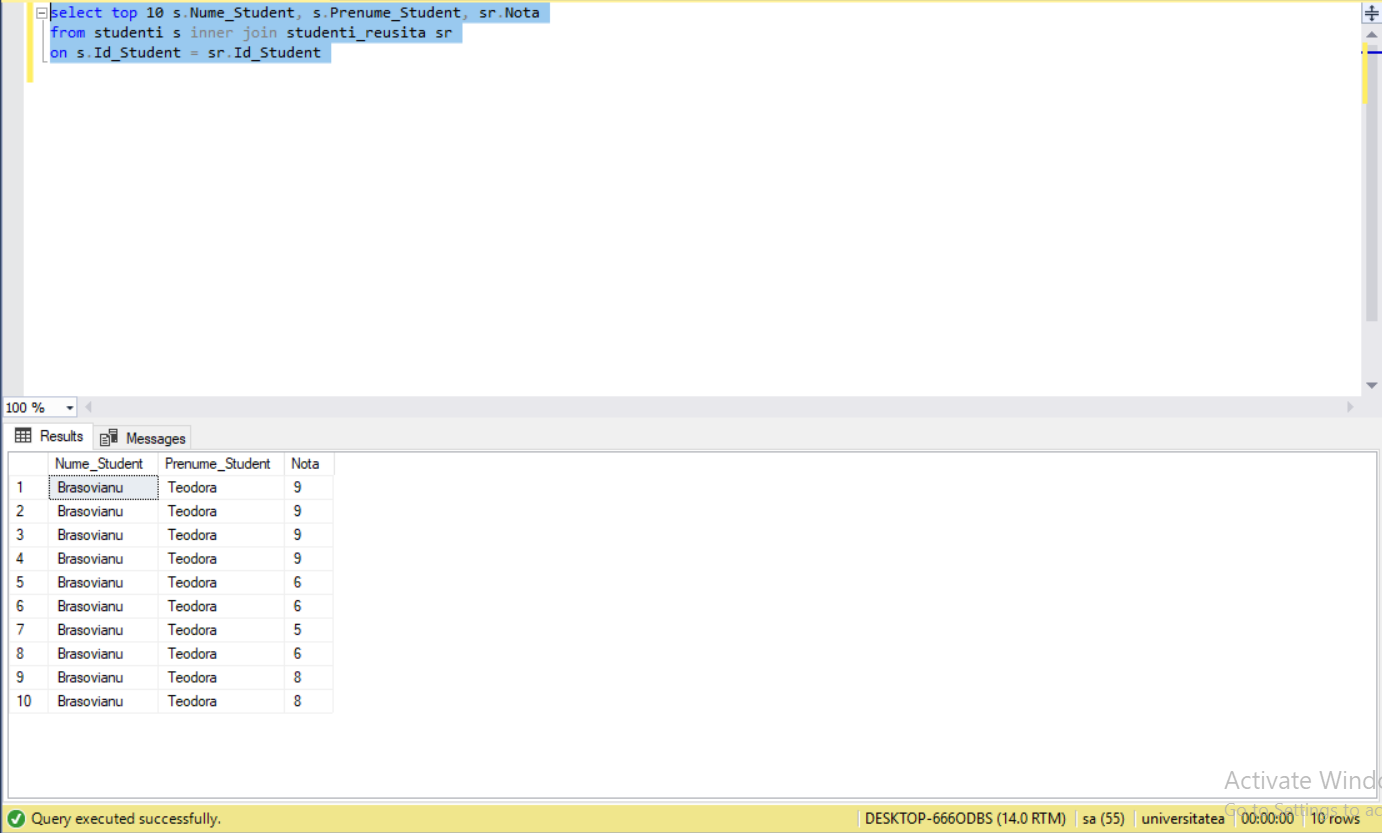 select top 10 s.Nume_Student, s.Prenume_Student, sr.Nota
from studenti s inner join studenti_reusita sr
on s.Id_Student = sr.Id_Student
100 %
Results Messages
Nume_Student Prenume_Student Nota
1 Brasovianu Teodora 9
2 Brasovianu Teodora 9
3 Brasovianu Teodora 9
4 Brasovianu Teodora 9
5 Brasovianu Teodora 6
6 Brasovianu Teodora 6
7 Brasovianu Teodora 5
8 Brasovianu Teodora 6
9 Brasovianu Teodora 8
10 Brasovianu Teodora 8
Activate Windo
Go to Settings to ac
Query executed successfully. DESKTOP-666ODBS (14.0 RTM) sa (55) universitatea 00:00:00 10 rows